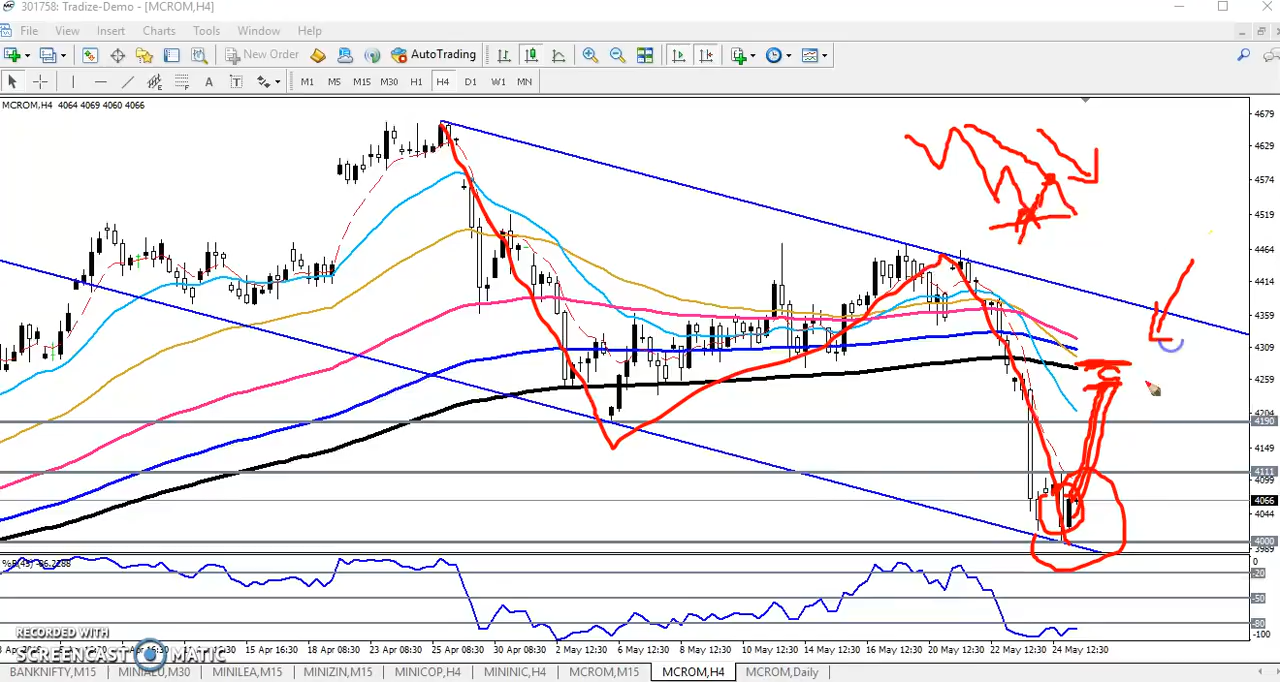 301758: Tradize-Demo - [MCROM,H4]
File View Insert Charts Tools Window Help
New Order AutoTrading
A T M1 M5 M15 M30 H1 H4 D1 W1 MN
MCROM,H4 4064 4069 4060 4066
4679
4629
4574
4519
4464
4414
4359
4309
4259
4204
4190
4149
4111
4099
4066
4044
4000
3989
0
-20
-50
-80
-100
RECORDED WITH
SCREENCAST MATIC
15 Apr 16:30 18 Apr 08:30 23 Apr 16:30 25 Apr 08:30 30 Apr 08:30 2 May 12:30 6 May 12:30 8 May 12:30 10 May 12:30 14 May 12:30 16 May 12:30 20 May 12:30 22 May 12:30 24 May 12:30
BANKNIFTY,M15 MINIALU,M30 MINILEA,M15 MINIZIN,M15 MINICOP,H4 MININIC,H4 MCROM,M15 MCROM,H4 MCROM,Daily